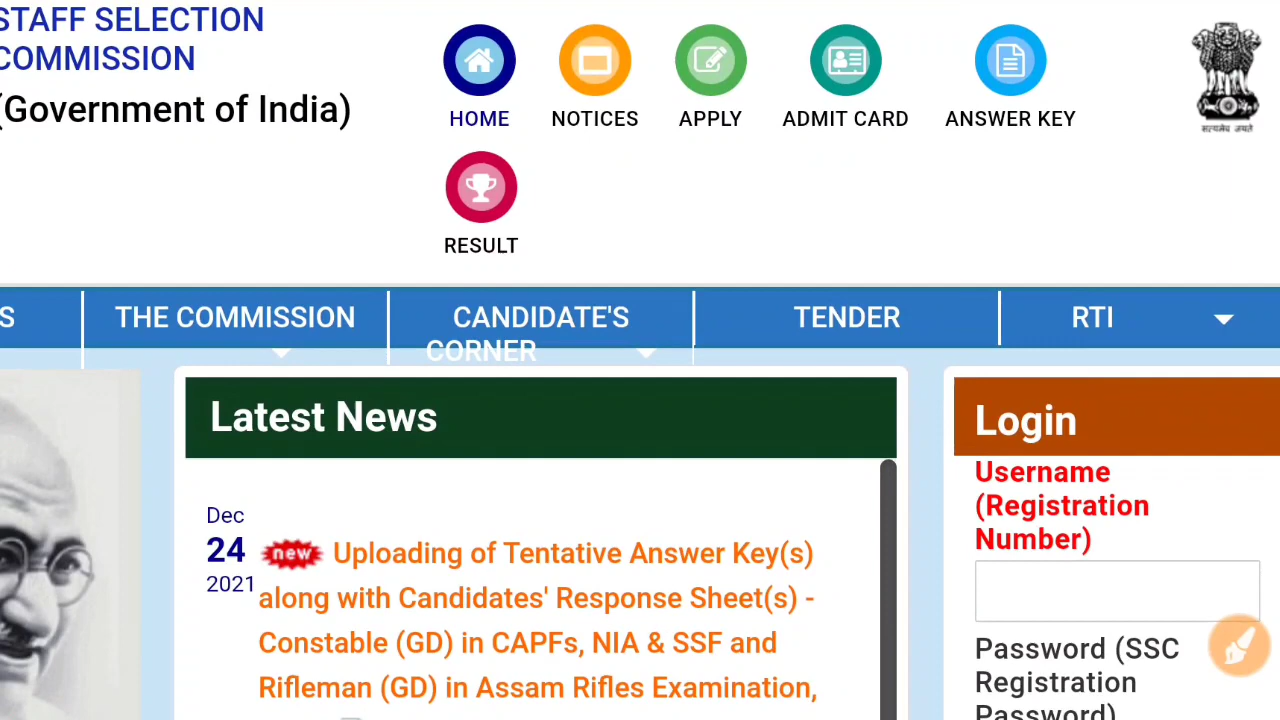 STAFF SELECTION
COMMISSION
(Government of India)
HOME
NOTICES
APPLY
ADMIT CARD
ANSWER KEY
RESULT
सत्यमेव जयते
S
THE COMMISSION
CANDIDATE'S
CORNER
TENDER
RTI
Latest News
Dec
24
2021
new Uploading of Tentative Answer Key(s)
along with Candidates' Response Sheet(s) -
Constable (GD) in CAPFs, NIA & SSF and
Rifleman (GD) in Assam Rifles Examination,
Login
Username
(Registration
Number)
Password (SSC
Registration
Password)